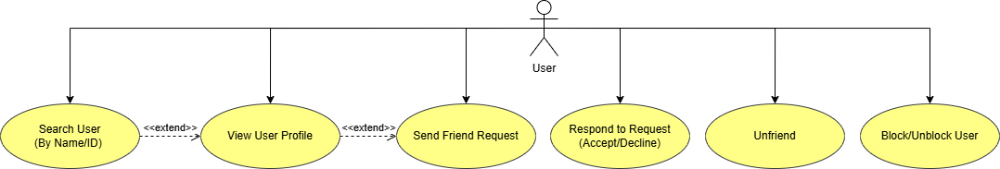 User
Search User
(By Name/ID)
<<extend>>
View User Profile
<<extend>>
Send Friend Request
Respond to Request
(Accept/Decline)
Unfriend
Block/Unblock User